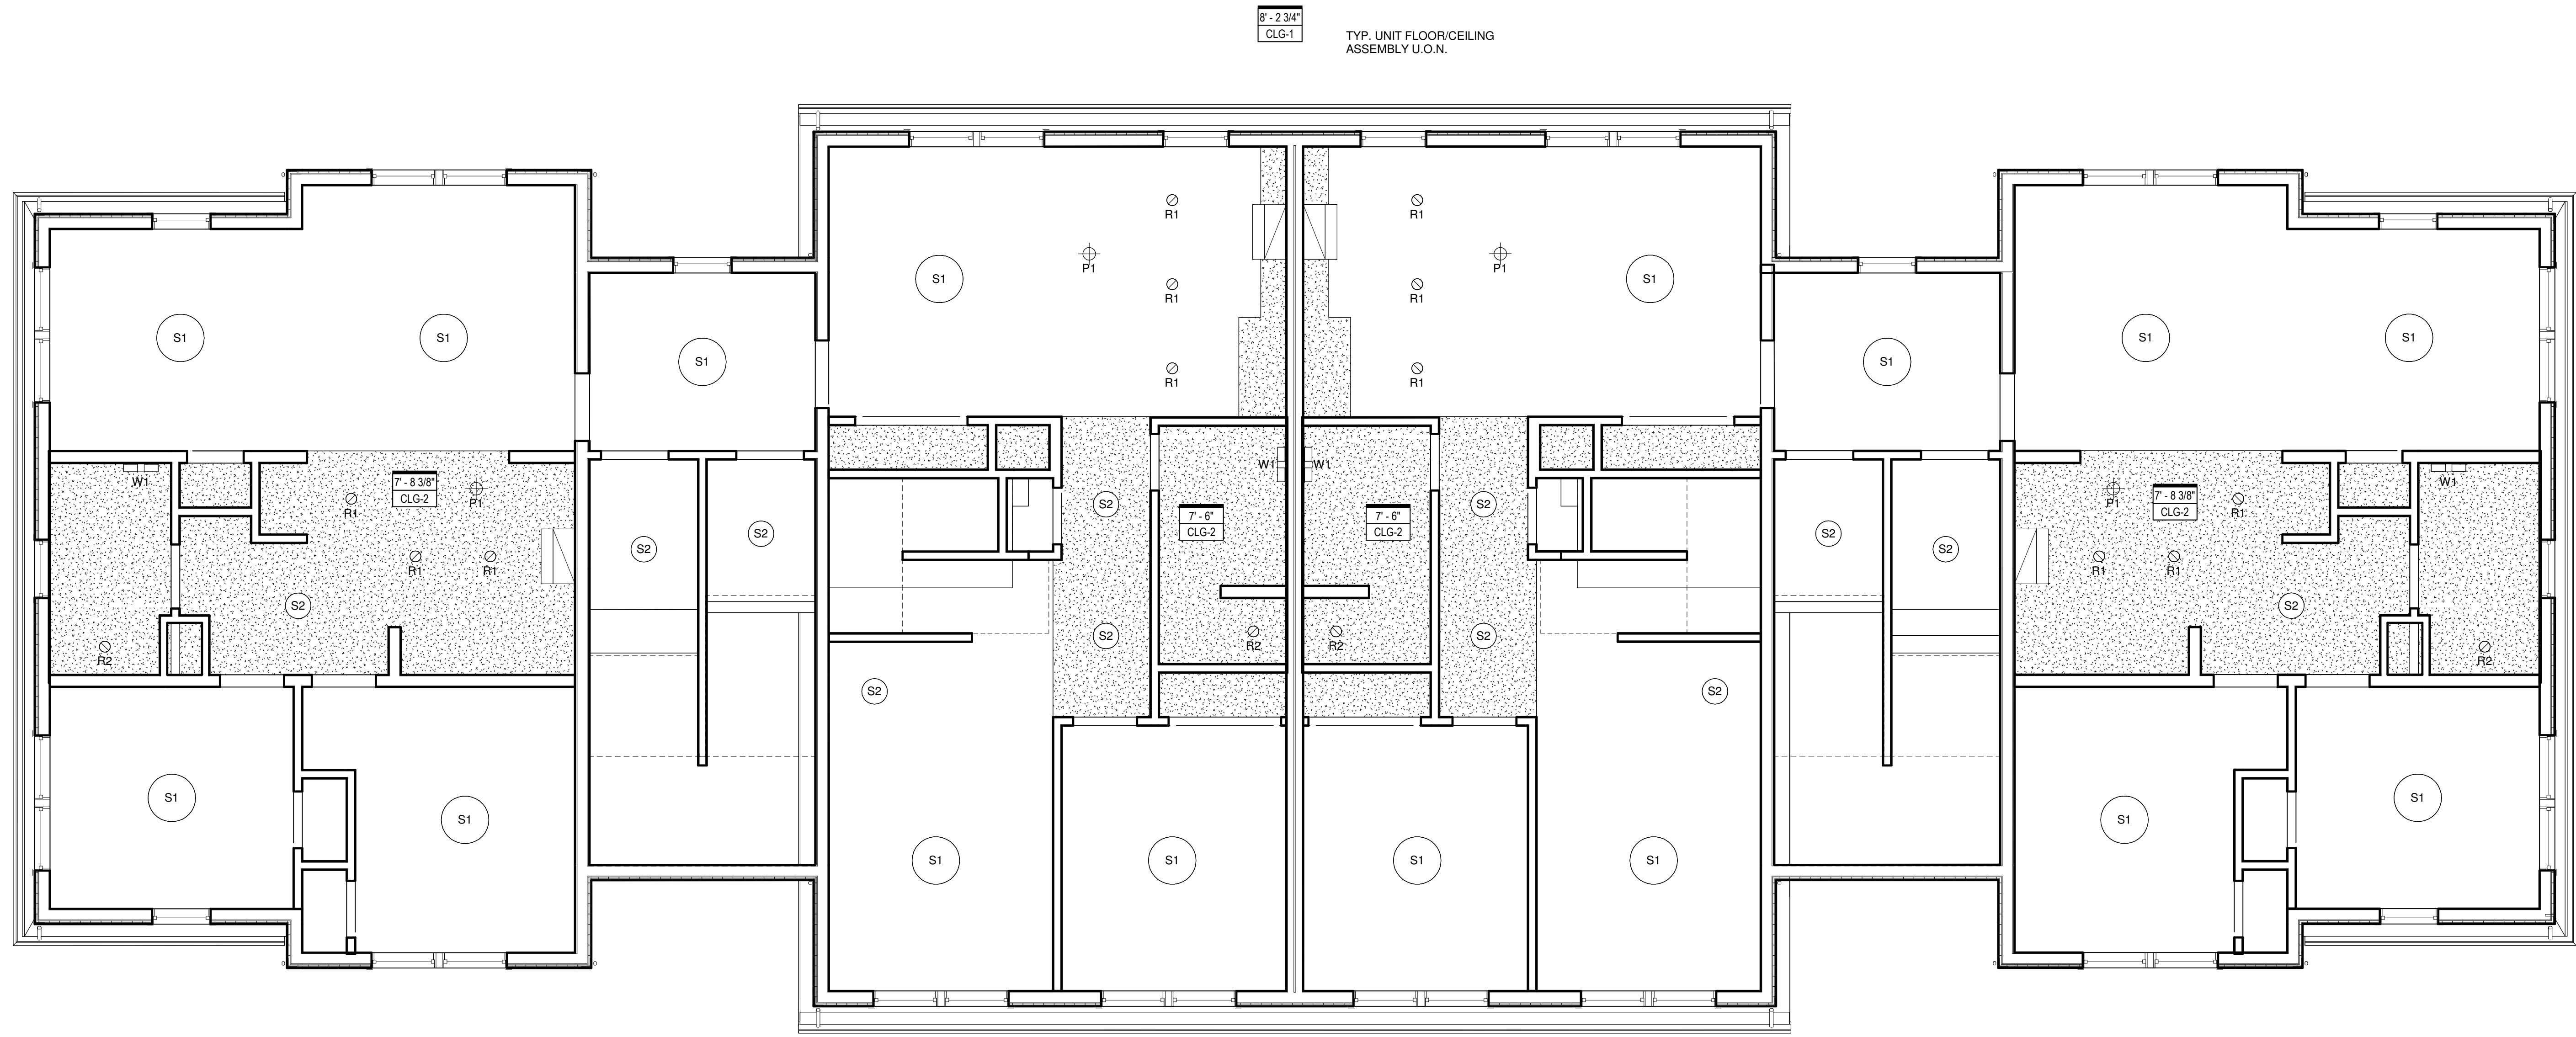 8' - 2 3/4"
CLG-1
TYP. UNIT FLOOR/CEILING
ASSEMBLY U.O.N.
R1
R1
P1
P1
S1
S1
R1
R1
S1
S1
S1
S1
S1
S1
R1
R1
W1
W1
W1
W1
7' - 8 3/8"
CLG-2
P1
R1
P1
7' - 8 3/8"
CLG-2
R1
S2
S2
7' - 6"
CLG-2
7' - 6"
CLG-2
S2
S2
S2
S2
R1
R1
R1
R1
S2
S2
R2
S2
R2
R2
S2
R2
S2
S2
S1
S1
S1
S1
S1
S1
S1
S1